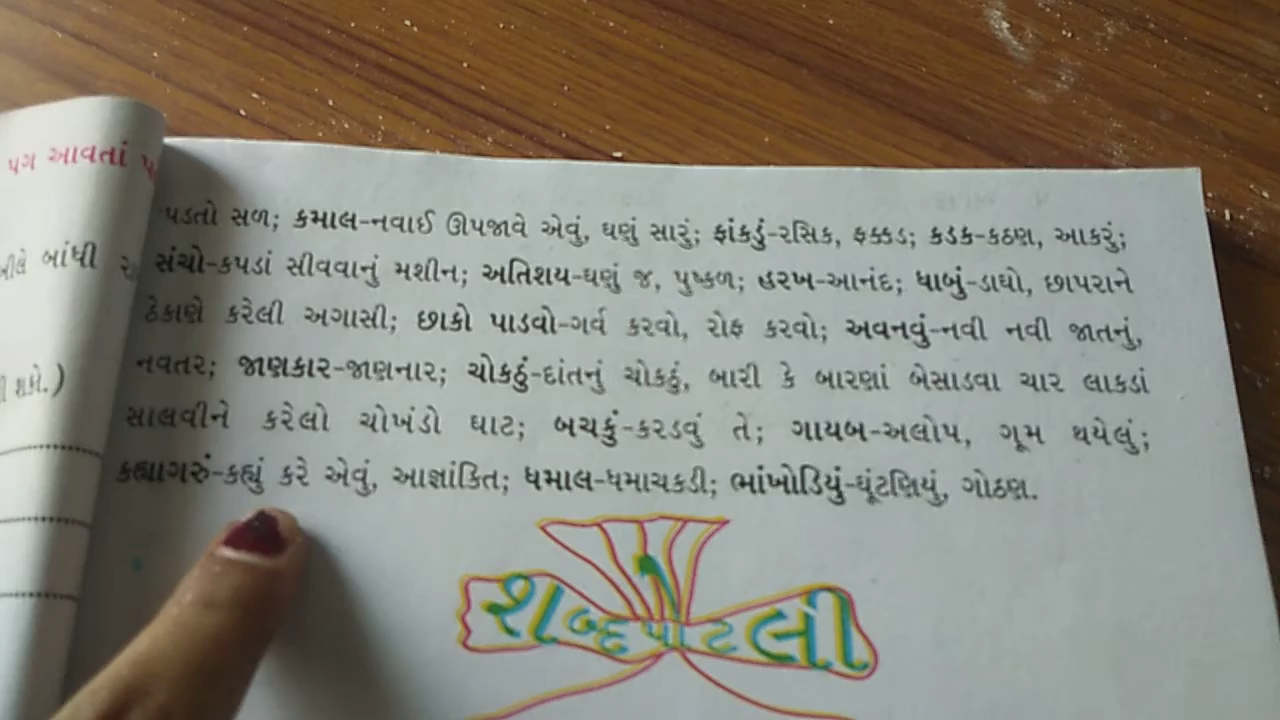 પગ આવતાં
બાંધી
શકો.)
પડતો સળ; કમાલ-નવાઈ ઊપજાવે એવું, ઘણું સારું; ફાંકડું-રસિક, ફક્કડ; કડક-કઠણ, આકરું;
સંચો-કપડાં સીવવાનું મશીન; અતિશય-ઘણું જ, પુષ્કળ; હરખ-આનંદ; ધાબું-ડાઘો, છાપરાને
ઠેકાણે કરેલી અગાસી; છાકો પાડવો-ગર્વ કરવો, રોફ કરવો; અવનવું-નવી નવી જાતનું,
નવતર; જાણકાર-જાણનાર; ચોકઠું-દાંતનું ચોકઠું, બારી કે બારણાં બેસાડવા ચાર લાકડાં
સાલવીને કરેલો ચોખંડો ઘાટ; બચકું-કરડવું તે; ગાયબ-અલોપ, ગૂમ થયેલું;
કહ્યાગરું-કહ્યું કરે એવું, આજ્ઞાંકિત; ધમાલ-ધમાચકડી; ભાંખોડિયું-ઘૂંટણિયું, ગોઠણ.
શબ્દપોટલી